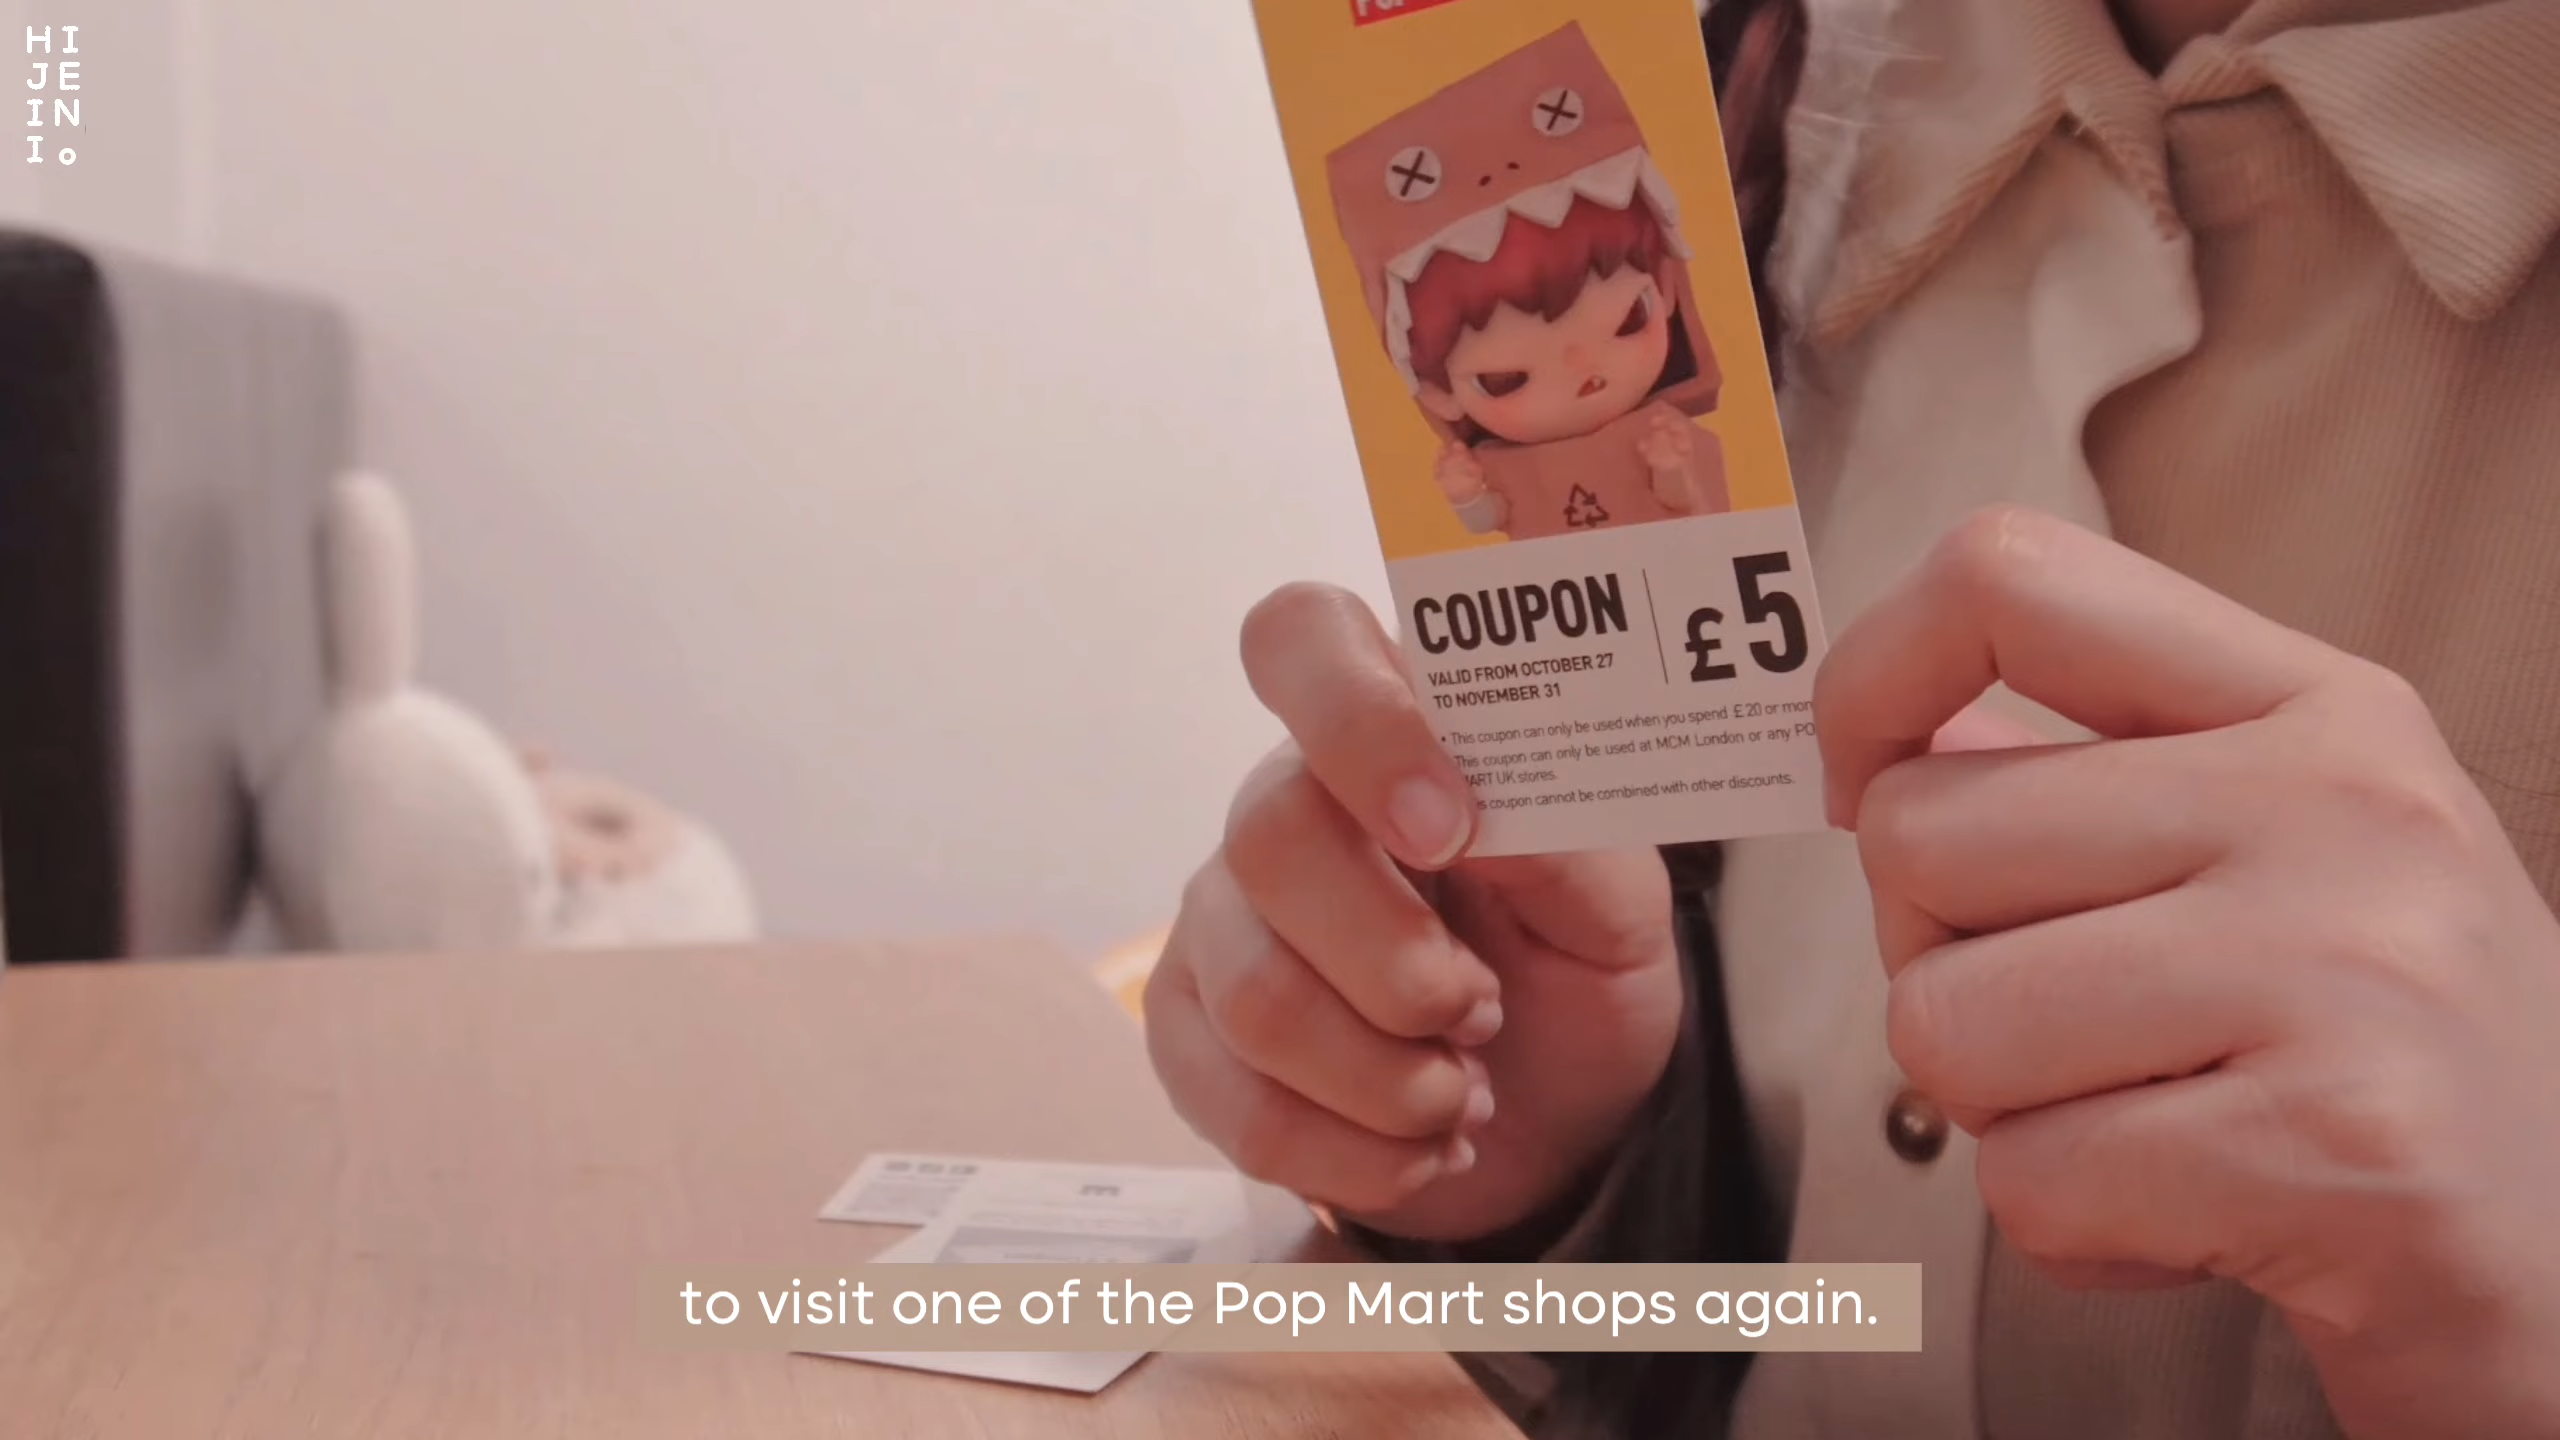 HI
JE
IN
Io
COUPON
£5
VALID FROM OCTOBER 27
TO NOVEMBER 31
• This coupon can only be used when you spend £20 or
This coupon can only be used at MCM London or any
UK stores.
coupon cannot be combined with other discounts.
to visit one of the Pop Mart shops again.